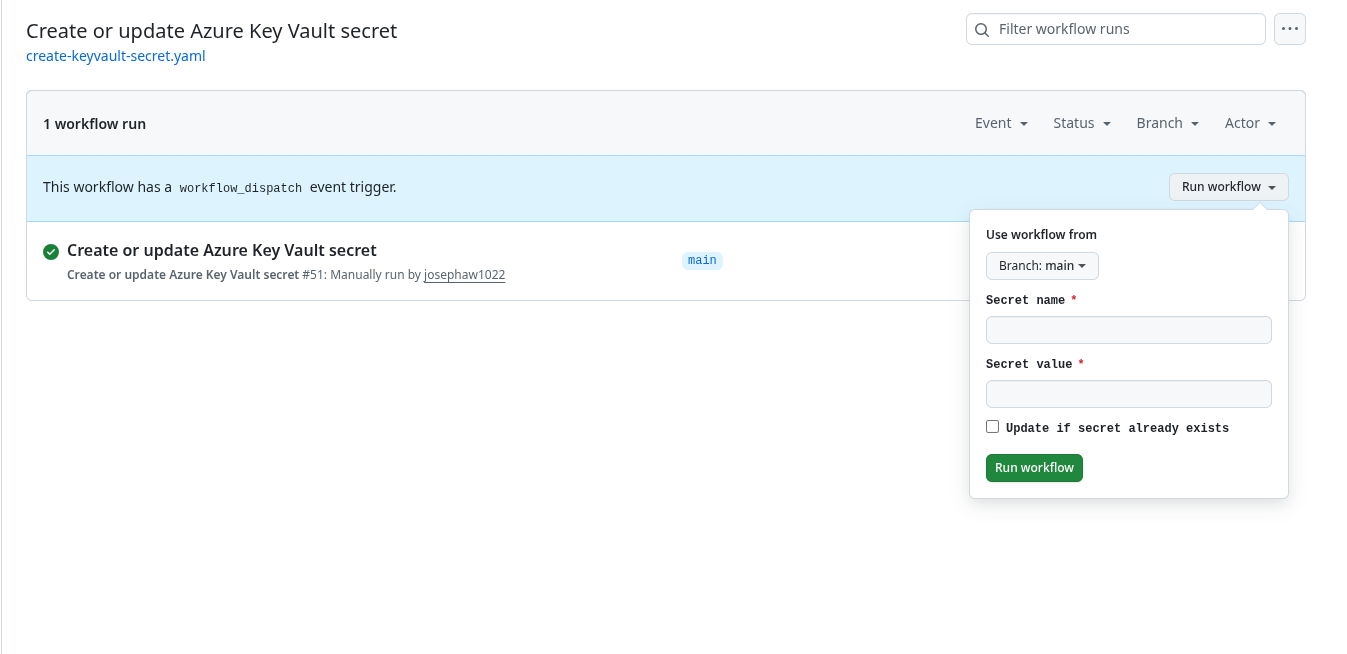 Create or update Azure Key Vault secret
Filter workflow runs
create-keyvault-secret.yaml
1 workflow run
Event
Status
Branch
Actor
This workflow has a workflow_dispatch event trigger.
Run workflow
Create or update Azure Key Vault secret
Create or update Azure Key Vault secret #51: Manually run by josephaw1022
main
Use workflow from
Branch: main
Secret name *
Secret value *
Update if secret already exists
Run workflow